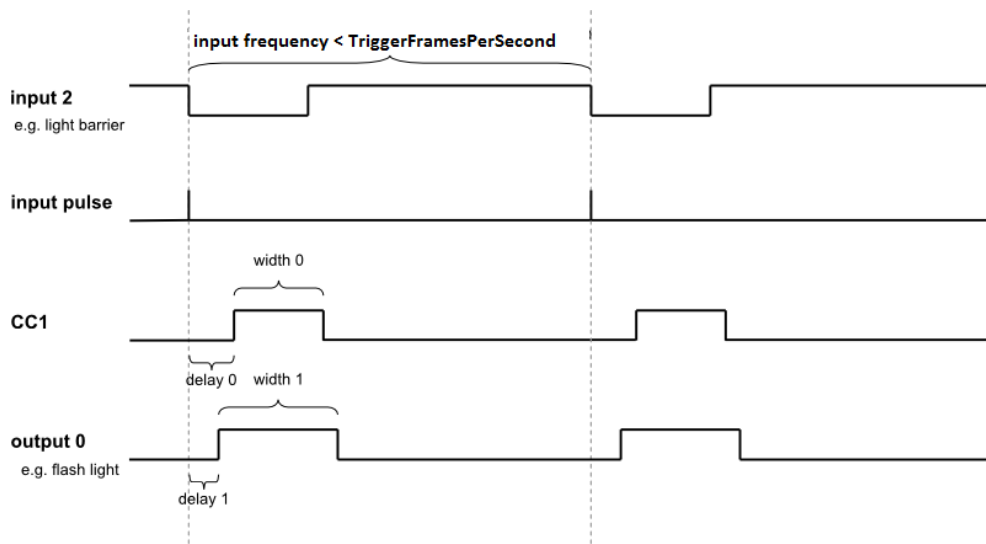 input frequency < TriggerFramesPerSecond
input 2
e.g. light barrier
input pulse
width 0
CC1
delay 0
width 1
output 0
e.g. flash light
delay 1